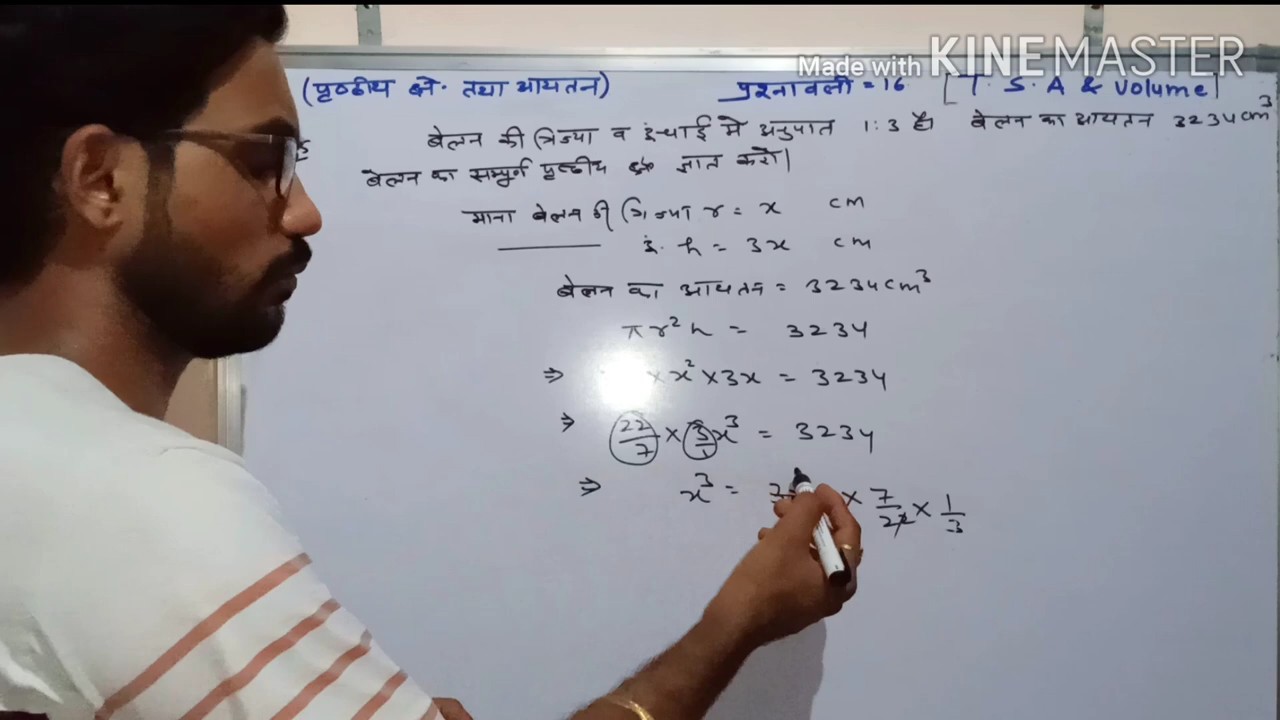 Made with KINEMASTER
(पृष्ठीय क्षे॰ तथा आयतन) प्रश्नावली = 16 [T. S. A & Volume]
बेलन की त्रिज्या व ऊंचाई मे अनुपात 1:3 है। बेलन का आयतन 3234 cm³
बेलन का सम्पूर्ण पृष्ठीय क्षे॰ ज्ञात करो।
माना बेलन की त्रिज्या r = x cm
ऊं. h = 3x cm
बेलन का आयतन = 3234 cm³
πr²h = 3234
⇒ × x² × 3x = 3234
⇒ 22/7 × 3/1 x³ = 3234
⇒ x³ = × 7/22 × 1/3